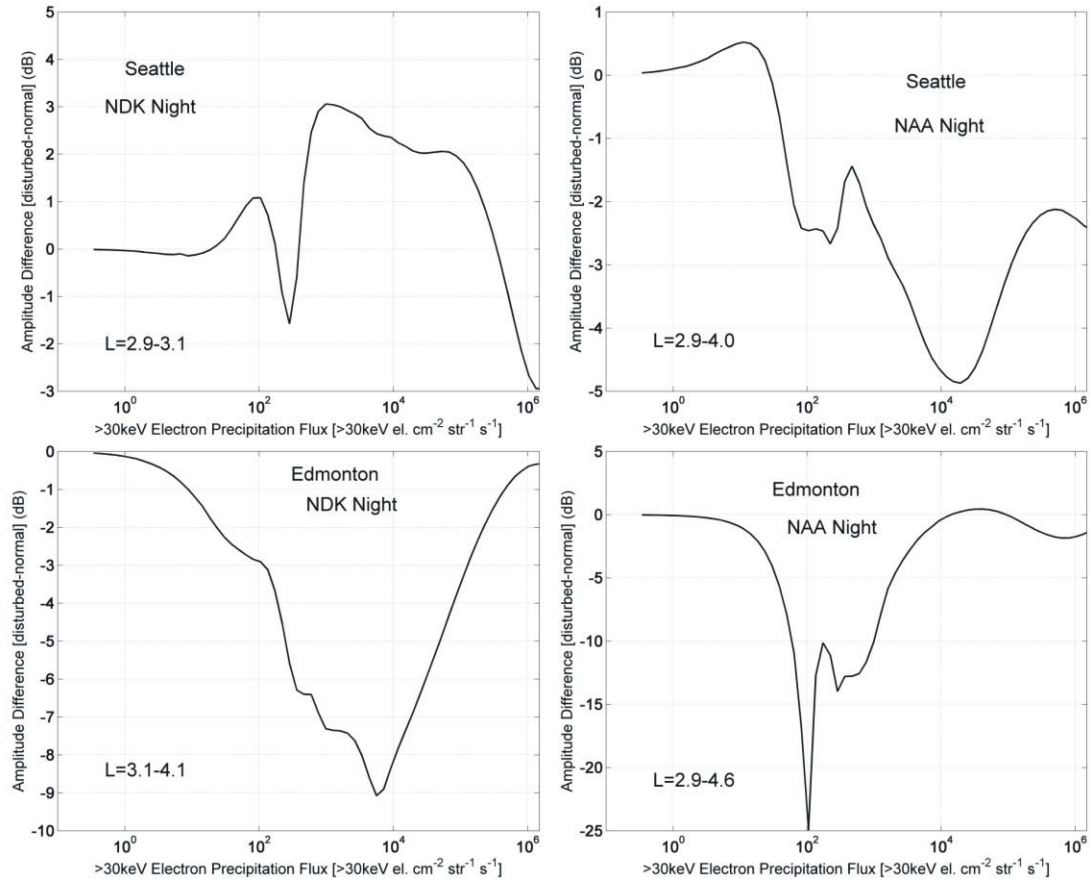 5
4
3
2
1
0
-1
-2
-3
Amplitude Difference [disturbed-normal] (dB)
Seattle
NDK Night
L=2.9-3.1
10^0 10^2 10^4 10^6
>30keV Electron Precipitation Flux [>30keV el. cm^-2 str^-1 s^-1]
1
0
-1
-2
-3
-4
-5
Amplitude Difference [disturbed-normal] (dB)
Seattle
NAA Night
L=2.9-4.0
10^0 10^2 10^4 10^6
>30keV Electron Precipitation Flux [>30keV el. cm^-2 str^-1 s^-1]
0
-1
-2
-3
-4
-5
-6
-7
-8
-9
-10
Amplitude Difference [disturbed-normal] (dB)
Edmonton
NDK Night
L=3.1-4.1
10^0 10^2 10^4 10^6
>30keV Electron Precipitation Flux [>30keV el. cm^-2 str^-1 s^-1]
5
0
-5
-10
-15
-20
-25
Amplitude Difference [disturbed-normal] (dB)
Edmonton
NAA Night
L=2.9-4.6
10^0 10^2 10^4 10^6
>30keV Electron Precipitation Flux [>30keV el. cm^-2 str^-1 s^-1]